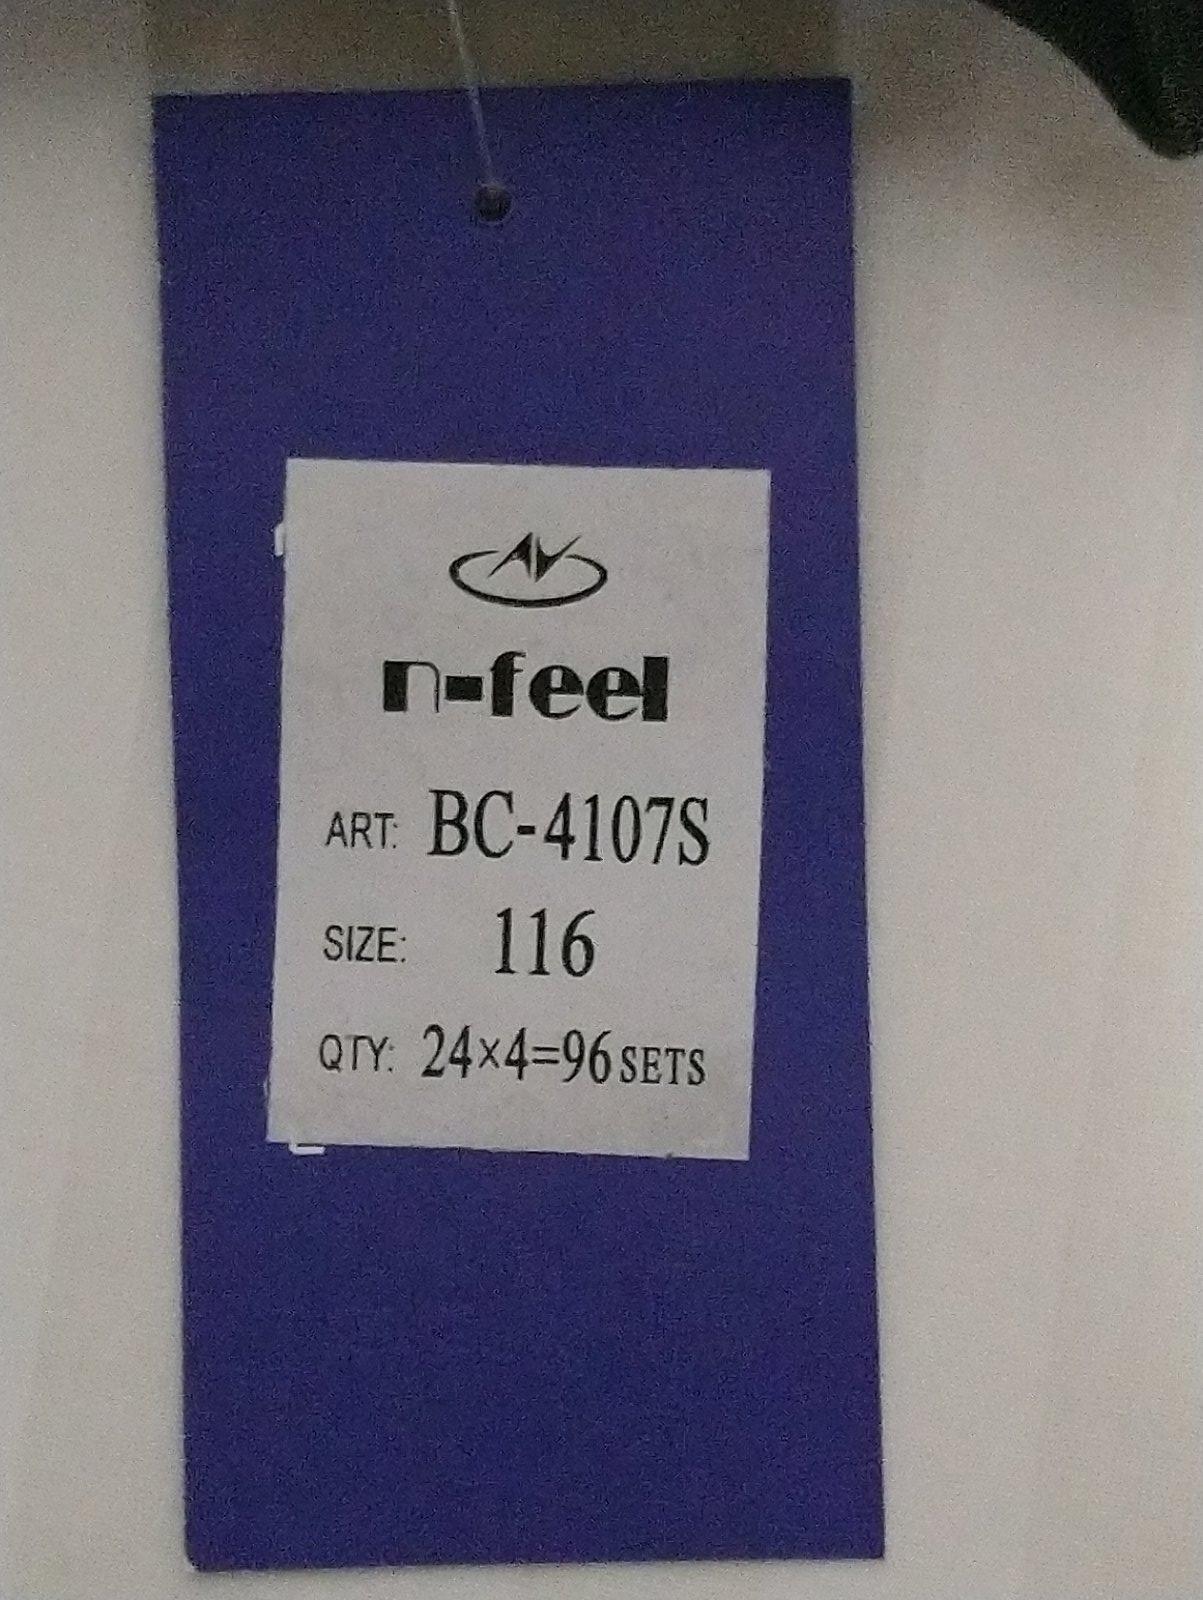 n-feel
ART: BC-4107S
SIZE: 116
QTY: 24×4=96 SETS